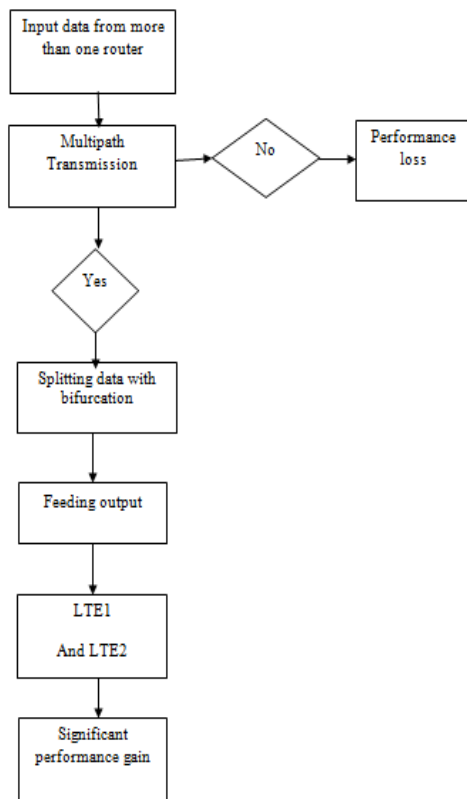 Input data from more
than one router
Multipath
Transmission
No
Performance
loss
Yes
Splitting data with
bifurcation
Feeding output
LTE1
And LTE2
Significant
performance gain